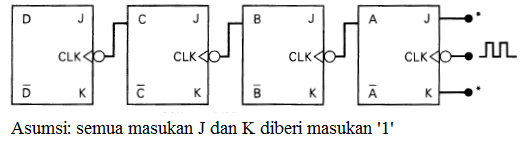 D J C J B J A J *
CLK CLK CLK CLK
D̅ K C̅ K B̅ K A̅ K *
Asumsi: semua masukan J dan K diberi masukan '1'